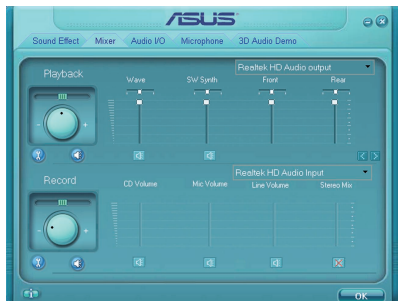 ASUS
Sound Effect Mixer Audio I/O Microphone 3D Audio Demo
Playback
Realtek HD Audio output
Wave SW Synth Front Rear
- +
Record
Realtek HD Audio Input
CD Volume Mic Volume Line Volume Stereo Mix
- +
i
OK